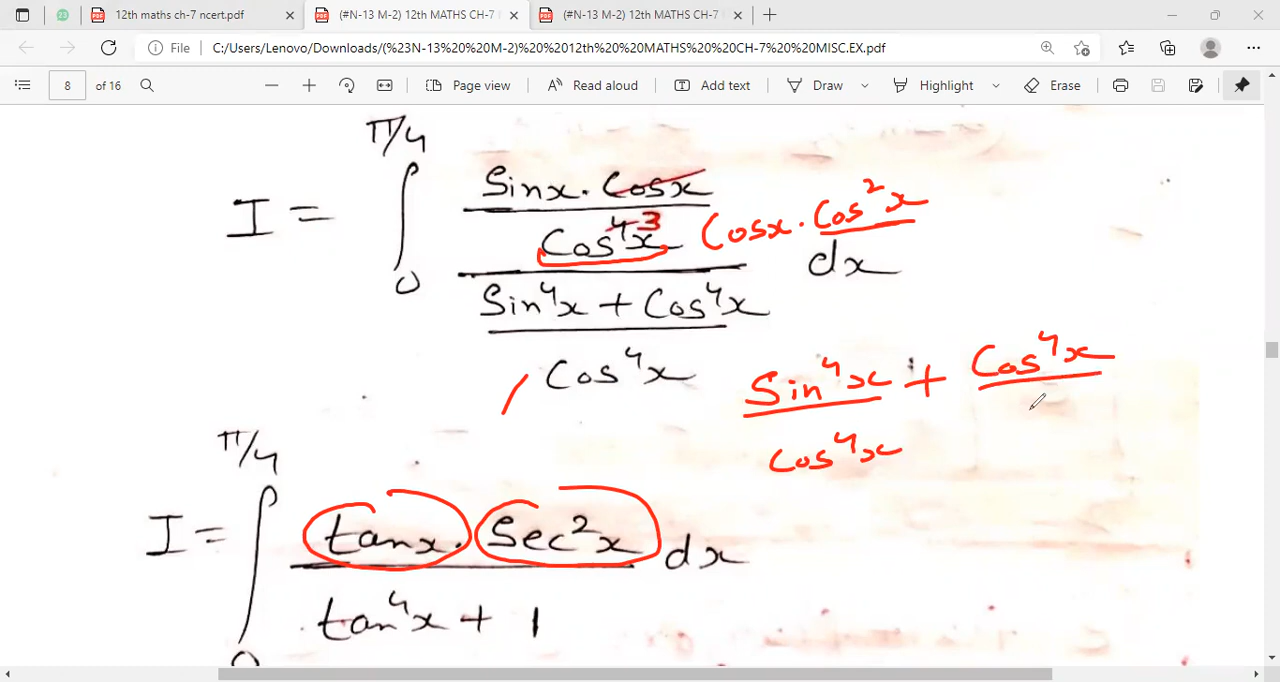 12th maths ch-7 ncert.pdf
(#N-13 M-2) 12th MATHS CH-7
(#N-13 M-2) 12th MATHS CH-7
File C:/Users/Lenovo/Downloads/(%23N-13%20%20M-2)%20%2012th%20%20MATHS%20%20CH-7%20%20MISC.EX.pdf
8 of 16 Page view Read aloud Add text Draw Highlight Erase
π/4
I = ∫ Sinx. Cosx
Cos⁴x 3 Cosx. Cos²x
dx
0
Sin⁴x + Cos⁴x
Cos⁴x
Sin⁴x + Cos⁴x
Cos⁴x
π/4
I = ∫ tanx. Sec²x dx
tan⁴x + 1
0